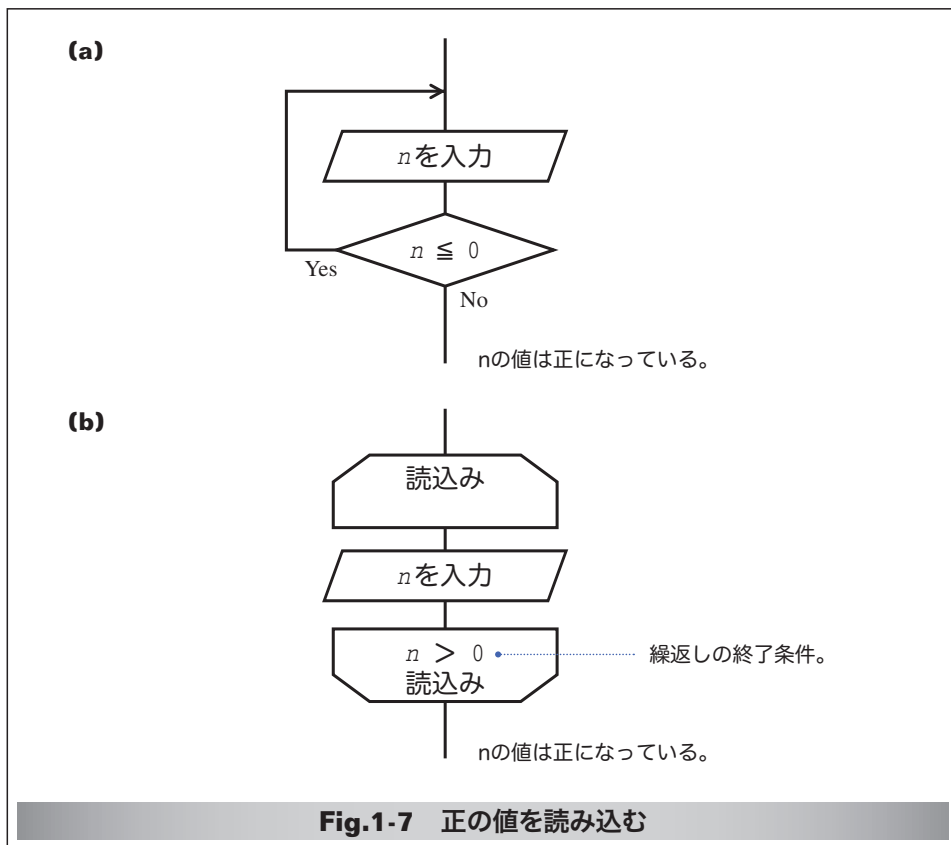 (a)
nを入力
n ≦ 0
Yes
No
nの値は正になっている。
(b)
読込み
nを入力
n > 0
繰返しの終了条件。
読込み
nの値は正になっている。
Fig.1-7 正の値を読み込む